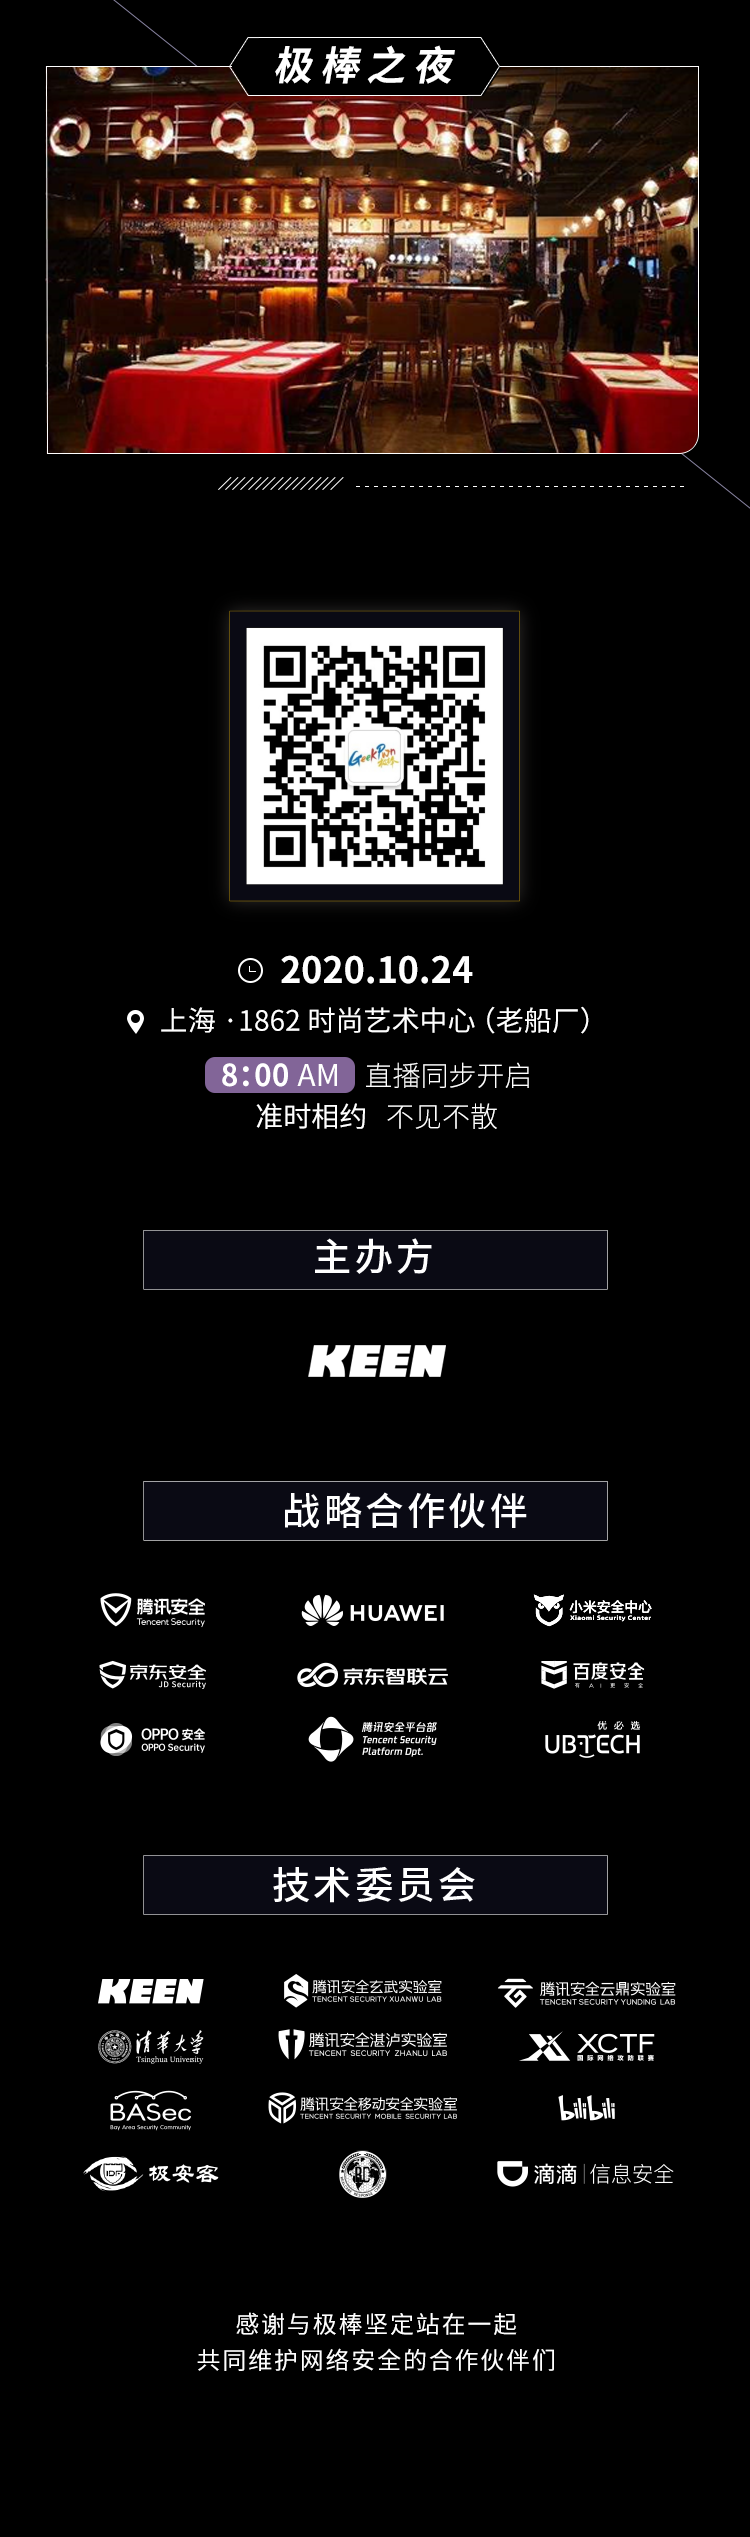 极棒之夜
GeekPwn
2020.10.24
上海 ·1862 时尚艺术中心（老船厂）
8:00 AM 直播同步开启
准时相约 不见不散
主办方
KEEN
战略合作伙伴
腾讯安全
Tencent Security
HUAWEI
小米安全中心
Xiaomi Security Center
京东安全
JD Security
京东智联云
百度安全
有 AI 更 安全
OPPO 安全
OPPO Security
腾讯安全平台部
Tencent Security
Platform Dpt.
优必选
UBTECH
技术委员会
KEEN
腾讯安全玄武实验室
TENCENT SECURITY XUANWU LAB
腾讯安全云鼎实验室
TENCENT SECURITY YUNDING LAB
清华大学
Tsinghua University
腾讯安全湛泸实验室
TENCENT SECURITY ZHANLU LAB
XCTF
国际网络攻防联赛
BASec
Bay Area Security Community
腾讯安全移动安全实验室
TENCENT SECURITY MOBILE SECURITY LAB
bilibili
IDF
极安客
滴滴|信息安全
感谢与极棒坚定站在一起
共同维护网络安全的合作伙伴们